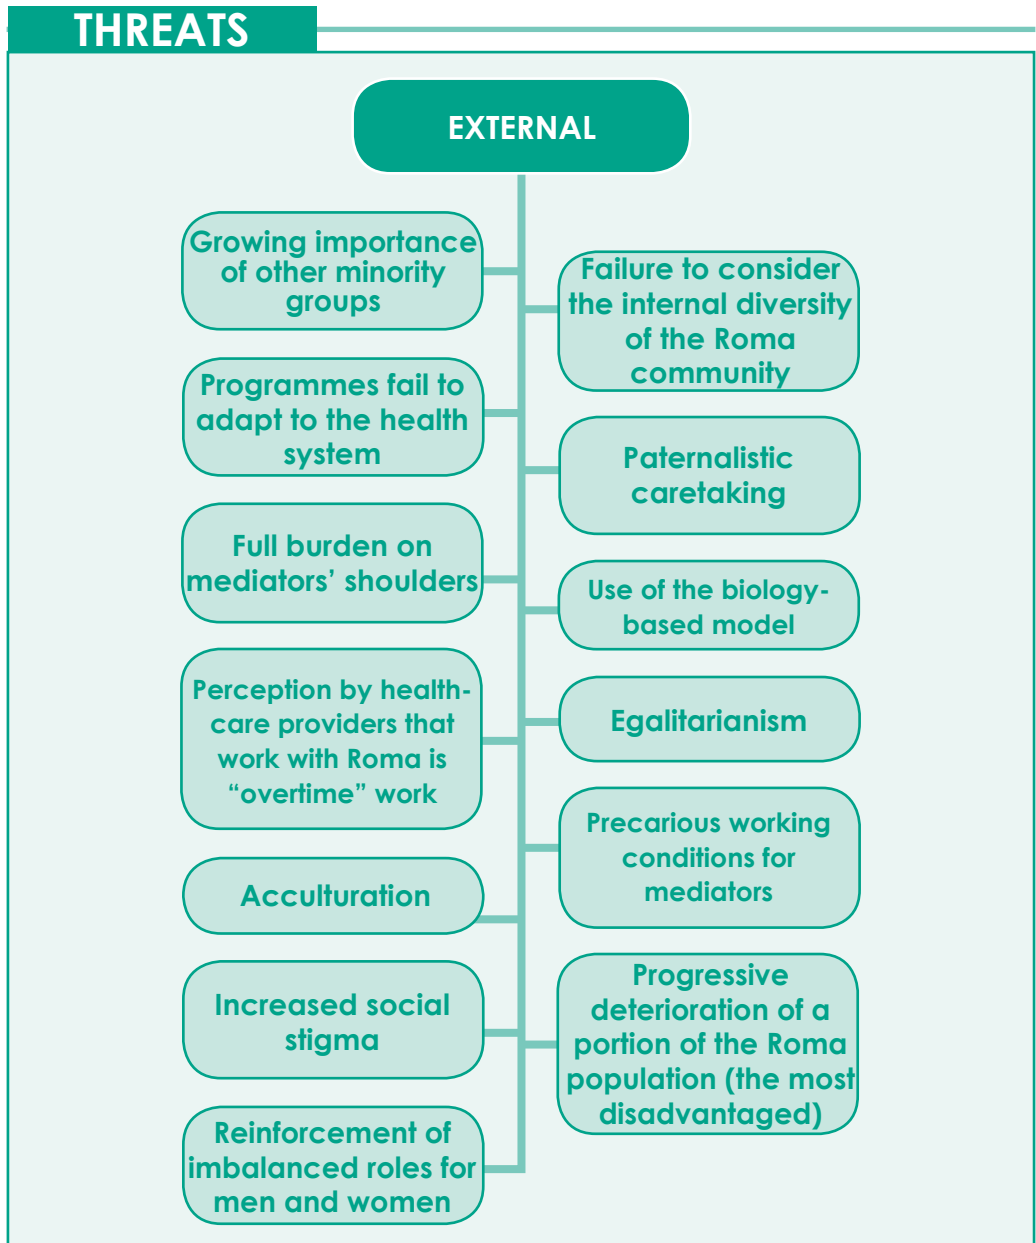 THREATS
EXTERNAL
Growing importance
of other minority
groups
Failure to consider
the internal diversity
of the Roma
community
Programmes fail to
adapt to the health
system
Paternalistic
caretaking
Full burden on
mediators’ shoulders
Use of the biology-
based model
Perception by health-
care providers that
work with Roma is
“overtime” work
Egalitarianism
Precarious working
conditions for
mediators
Acculturation
Increased social
stigma
Progressive
deterioration of a
portion of the Roma
population (the most
disadvantaged)
Reinforcement of
imbalanced roles for
men and women